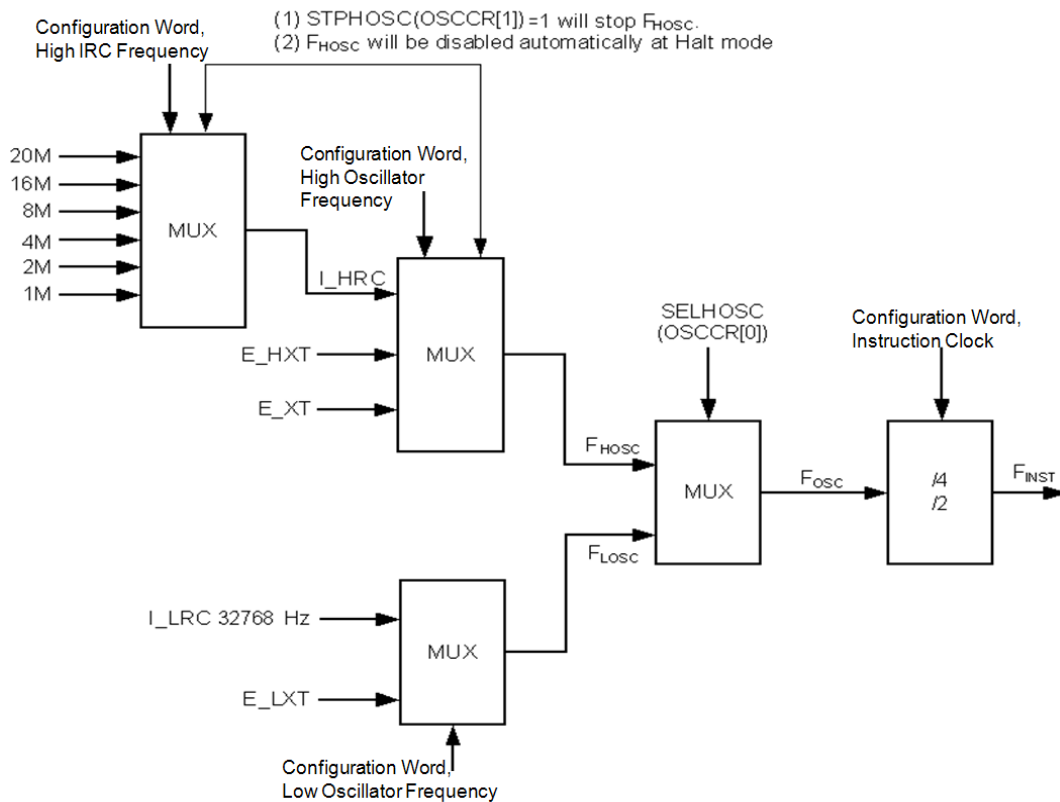 (1) STPHOSC(OSCCR[1])=1 will stop FHOSC.
(2) FHOSC will be disabled automatically at Halt mode
Configuration Word,
High IRC Frequency
20M
16M
8M
4M
2M
1M
MUX
Configuration Word,
High Oscillator
Frequency
I_HRC
E_HXT
E_XT
MUX
SELHOSC
(OSCCR[0])
Configuration Word,
Instruction Clock
FHOSC
FLOSC
MUX
FOSC
/4
/2
FINST
I_LRC 32768 Hz
E_LXT
MUX
Configuration Word,
Low Oscillator Frequency